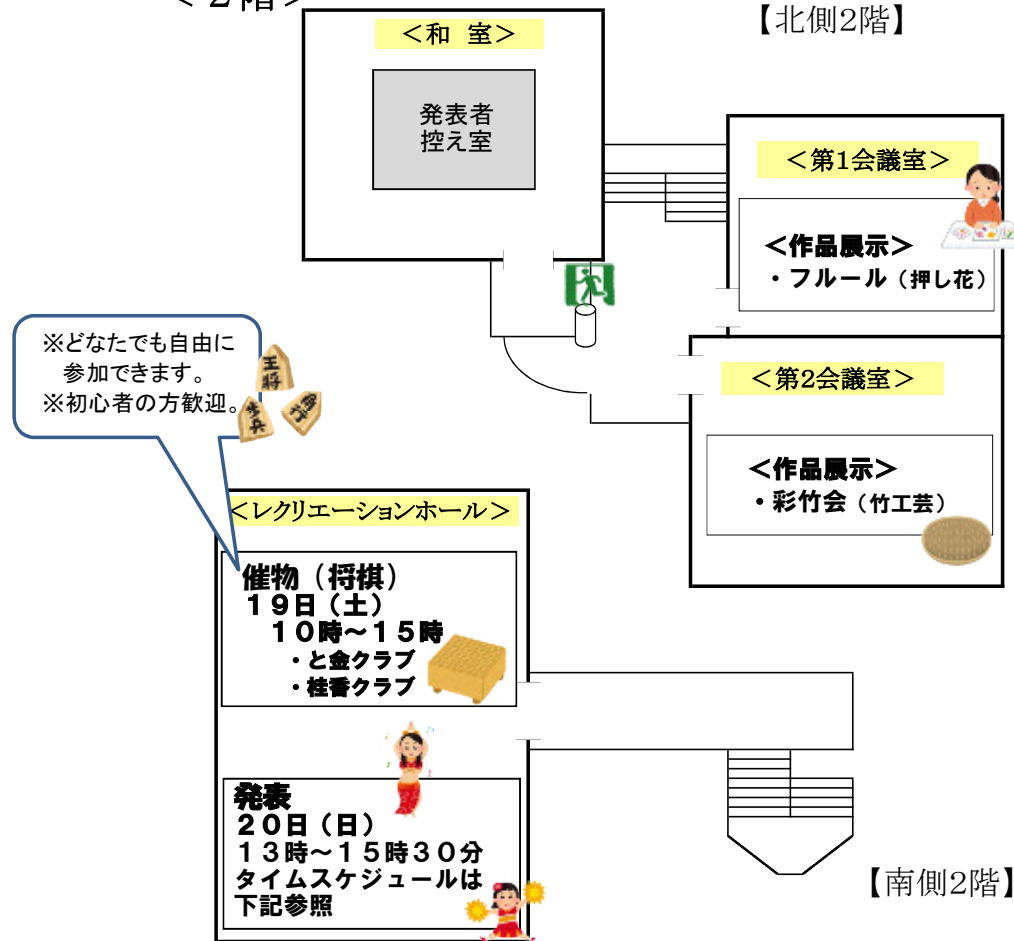 ＜２階＞
【北側2階】
＜和 室＞
発表者
控え室
＜第1会議室＞
＜作品展示＞
・フルール（押し花）
※どなたでも自由に
参加できます。
※初心者の方歓迎。
王将
歩兵
＜第2会議室＞
＜作品展示＞
・彩竹会（竹工芸）
＜レクリエーションホール＞
催物（将棋）
１９日（土）
１０時～１５時
・と金クラブ
・桂香クラブ
発表
２０日（日）
１３時～１５時３０分
タイムスケジュールは
下記参照
【南側2階】